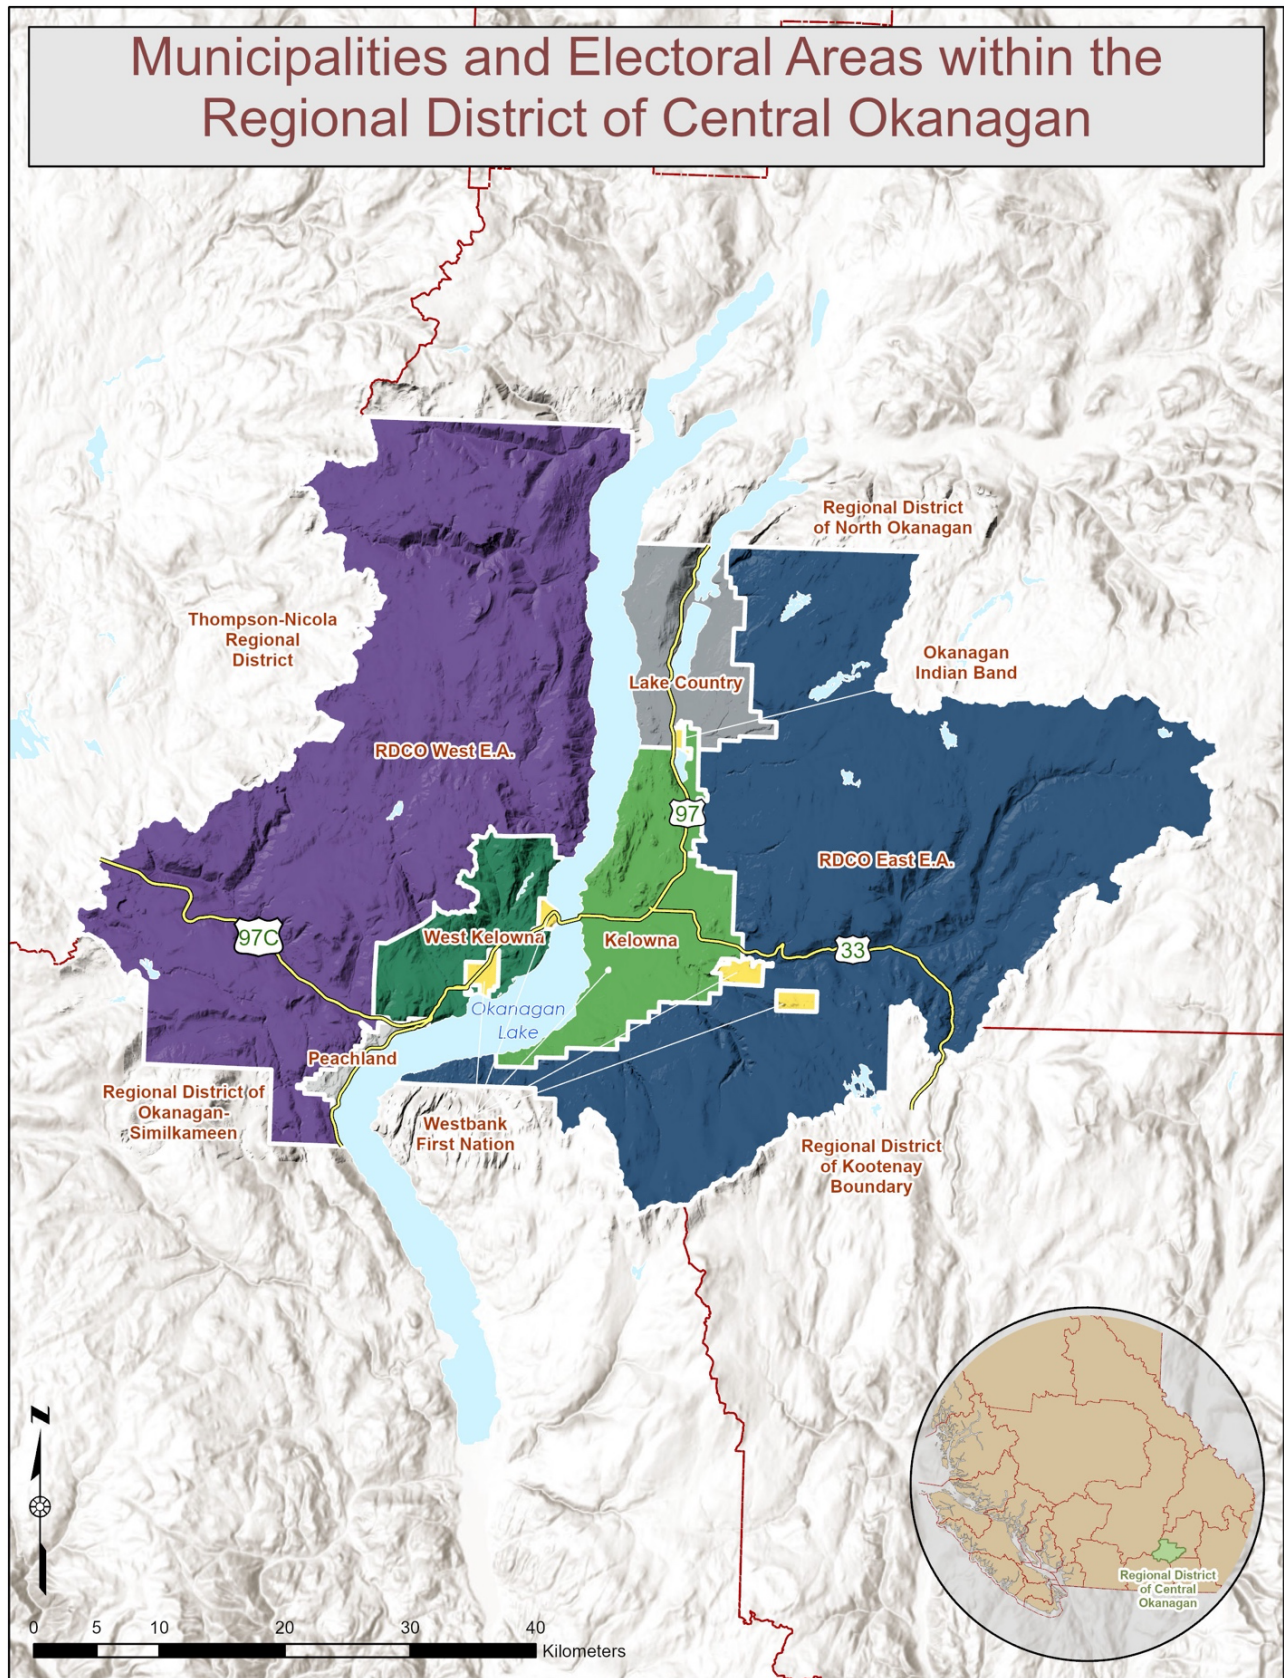 Municipalities and Electoral Areas within the
Regional District of Central Okanagan
Regional District
of North Okanagan
Thompson-Nicola
Regional
District
Okanagan
Indian Band
Lake Country
RDCO West E.A.
97
RDCO East E.A.
97C
West Kelowna
Kelowna
33
Okanagan
Lake
Peachland
Regional District of
Okanagan-
Similkameen
Westbank
First Nation
Regional District
of Kootenay
Boundary
N
0 5 10 20 30 40
Kilometers
Regional District
of Central
Okanagan